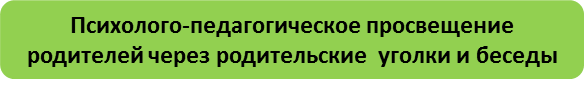 Психолого-педагогическое просвещение
родителей через родительские уголки и беседы